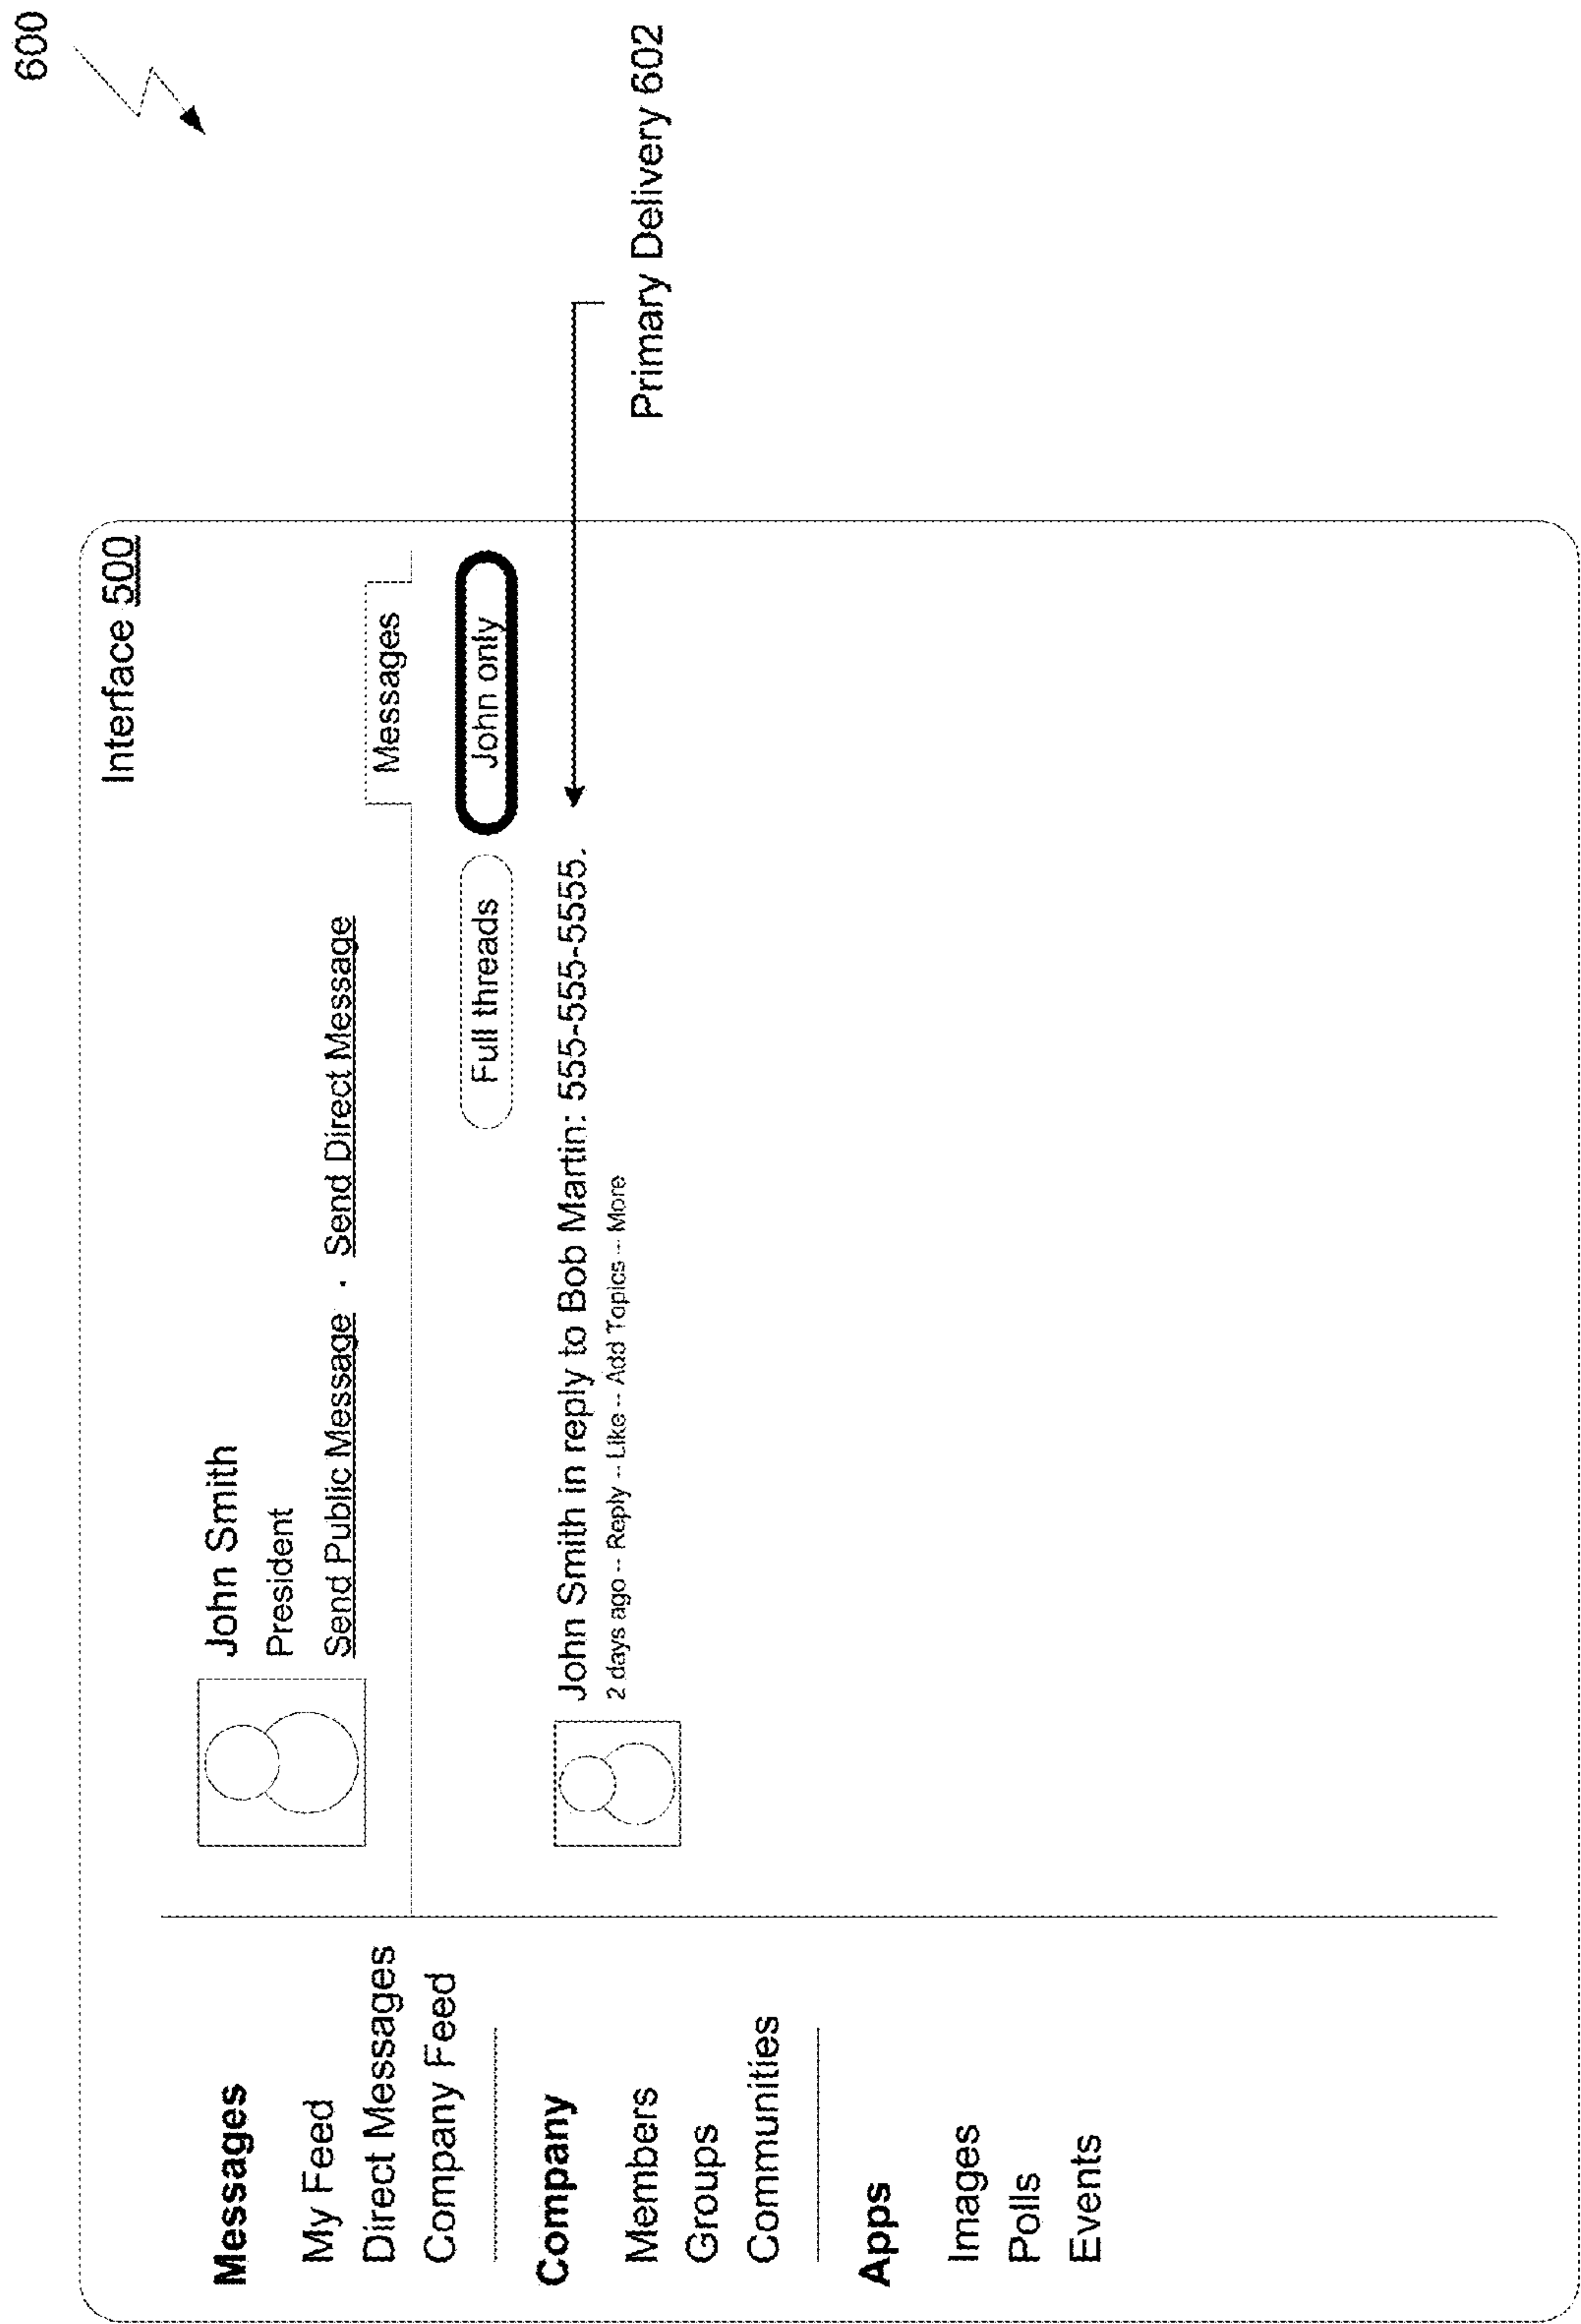 600
Interface 500
Messages
My Feed
Direct Messages
Company Feed
Company
Members
Groups
Communities
Apps
Images
Polls
Events
John Smith
President
Send Public Message · Send Direct Message
Messages
Full threads
John only
John Smith in reply to Bob Martin: 555-555-5555.
2 days ago -- Reply -- Like -- Add Topics -- More
Primary Delivery 602